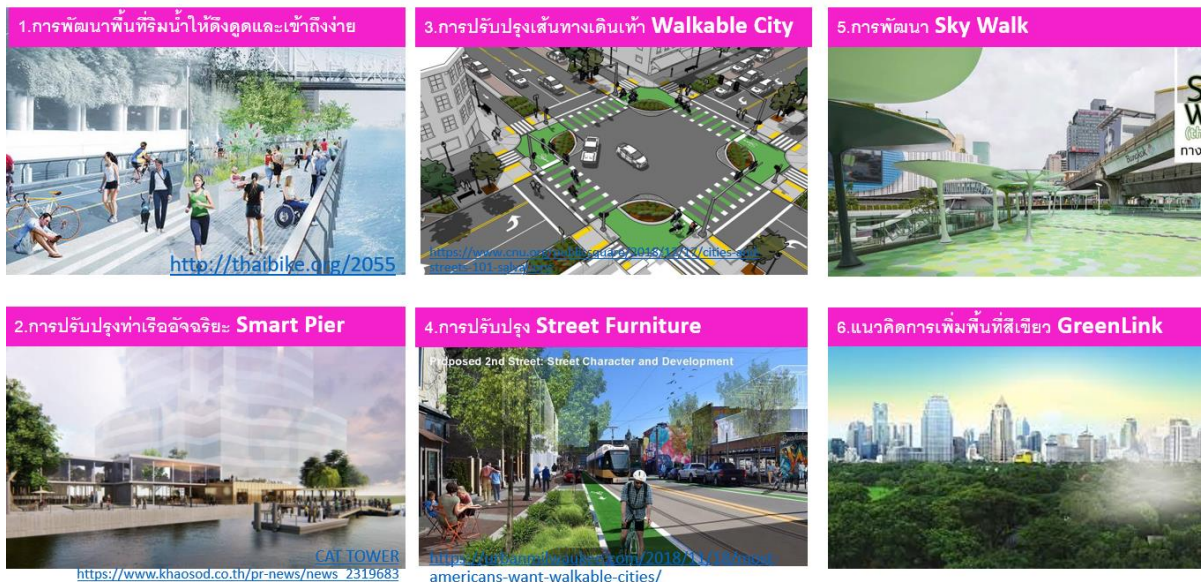 1.การพัฒนาพื้นที่ริมน้ำให้ดึงดูดและเข้าถึงง่าย
http://thaibike.org/2055
2.การปรับปรุงท่าเรืออัจฉริยะ Smart Pier
CAT TOWER
https://www.khaosod.co.th/pr-news/news_2319683
3.การปรับปรุงเส้นทางเดินเท้า Walkable City
4.การปรับปรุง Street Furniture
Proposed 2nd Street: Street Character and Development
americans-want-walkable-cities/
5.การพัฒนา Sky Walk
6.แนวคิดการเพิ่มพื้นที่สีเขียว GreenLink